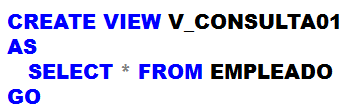 CREATE VIEW V_CONSULTA01
AS
SELECT * FROM EMPLEADO
GO